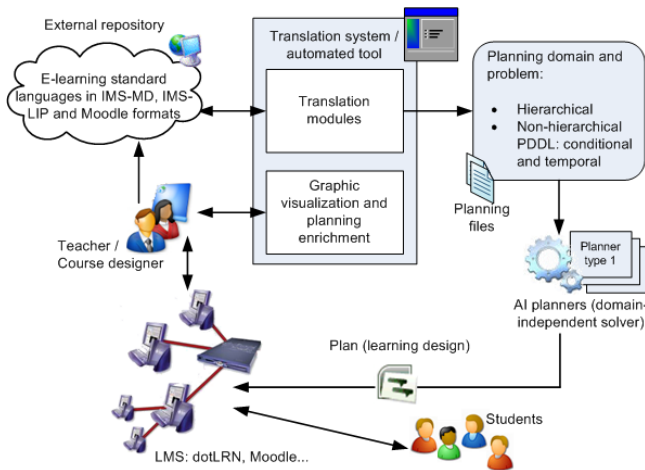 External repository
E-learning standard
languages in IMS-MD, IMS-
LIP and Moodle formats
Translation system /
automated tool
Translation
modules
Graphic
visualization and
planning
enrichment
Planning domain and
problem:
• Hierarchical
• Non-hierarchical
PDDL: conditional
and temporal
Planning
files
Teacher /
Course designer
Planner
type 1
AI planners (domain-
independent solver)
Plan (learning design)
Students
LMS: dotLRN, Moodle...